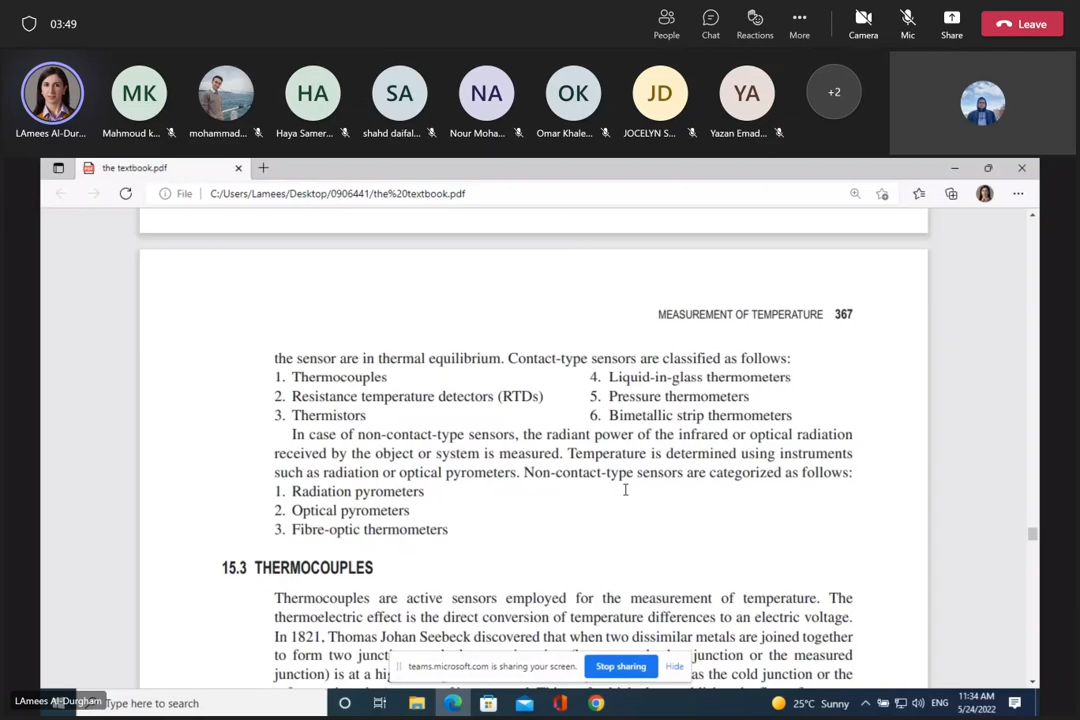 03:49
People
Chat
Reactions
More
Camera
Mic
Share
Leave
MK
HA
SA
NA
OK
JD
YA
+2
LAmees Al-Dur...
Mahmoud k...
mohammad...
Haya Samer...
shahd daifal...
Nour Moha...
Omar Khale...
JOCELYN S...
Yazan Emad...
the textbook.pdf
File
C:/Users/Lamees/Desktop/0906441/the%20textbook.pdf
MEASUREMENT OF TEMPERATURE 367
the sensor are in thermal equilibrium. Contact-type sensors are classified as follows:
1. Thermocouples
2. Resistance temperature detectors (RTDs)
3. Thermistors
4. Liquid-in-glass thermometers
5. Pressure thermometers
6. Bimetallic strip thermometers
In case of non-contact-type sensors, the radiant power of the infrared or optical radiation
received by the object or system is measured. Temperature is determined using instruments
such as radiation or optical pyrometers. Non-contact-type sensors are categorized as follows:
1. Radiation pyrometers
2. Optical pyrometers
3. Fibre-optic thermometers
15.3 THERMOCOUPLES
Thermocouples are active sensors employed for the measurement of temperature. The
thermoelectric effect is the direct conversion of temperature differences to an electric voltage.
In 1821, Thomas Johan Seebeck discovered that when two dissimilar metals are joined together
to form two junc junction or the measured
junction) is at a hig as the cold junction or the
teams.microsoft.com is sharing your screen.
Stop sharing
Hide
LAmees Al-Durgham
here to search
25°C Sunny
ENG
11:34 AM
5/24/2022